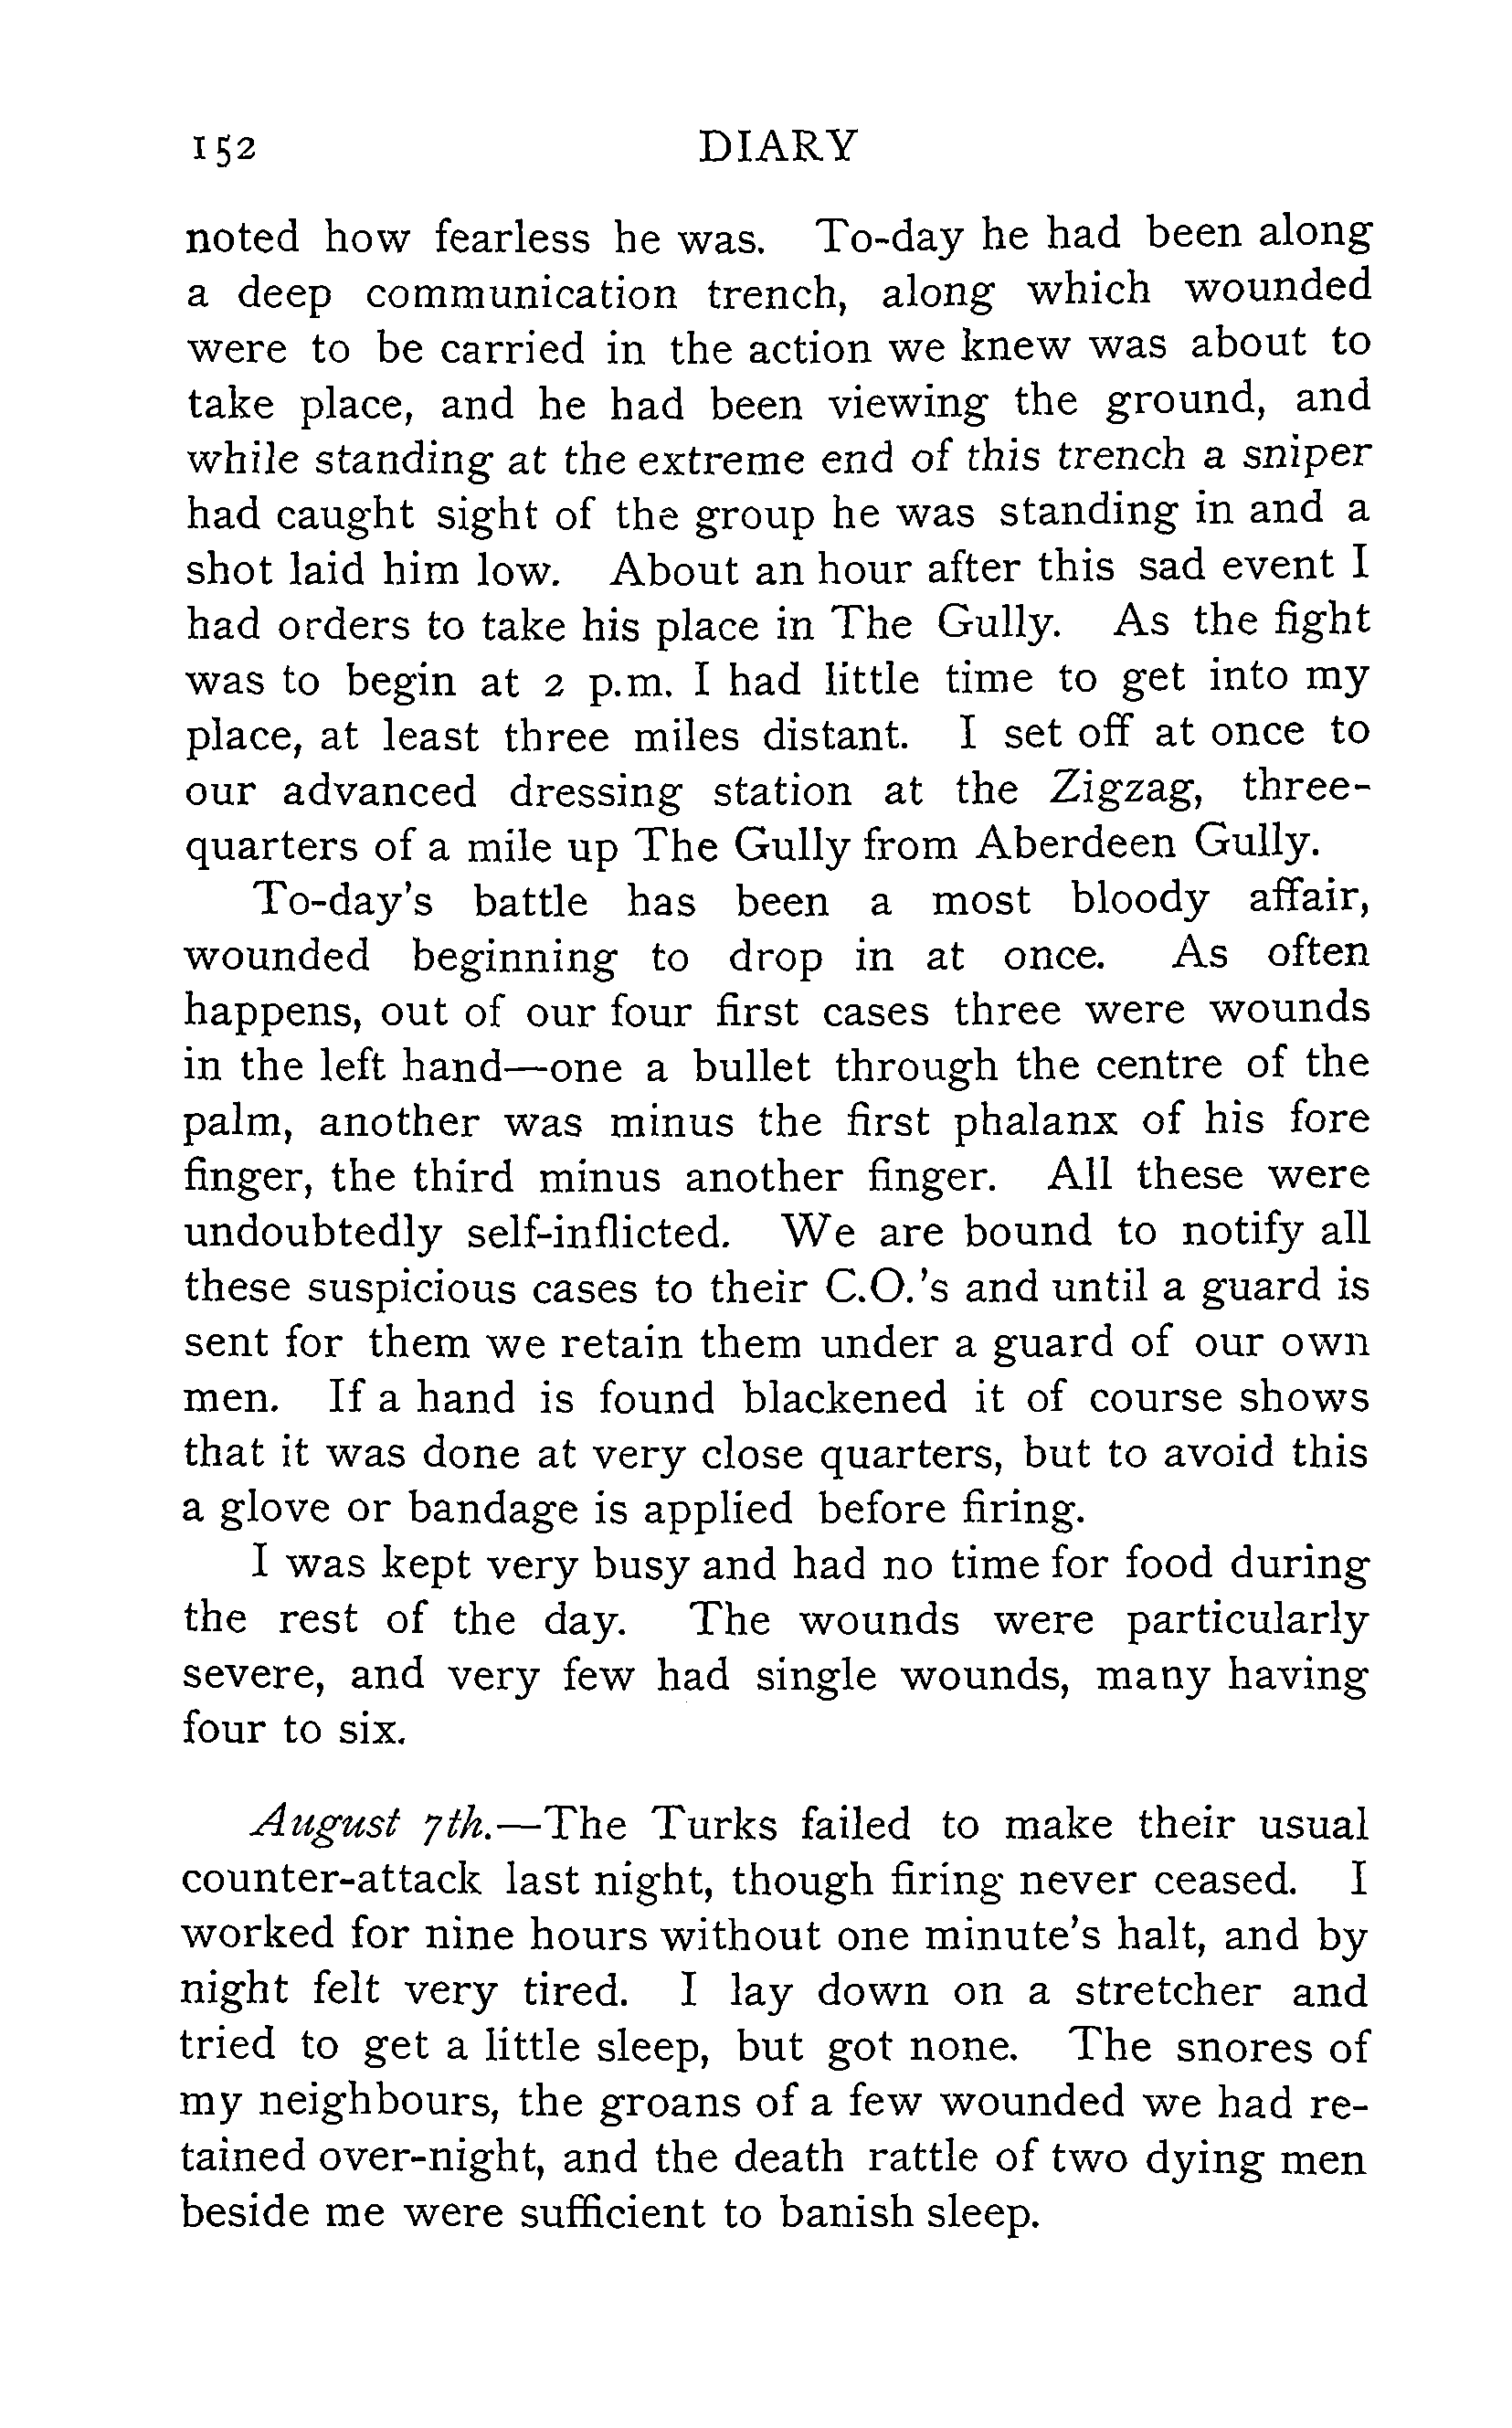 152 DIARY
noted how fearless he was. To-day he had been along
a deep communication trench, along which wounded
were to be carried in the action we knew was about to
take place, and he had been viewing the ground, and
while standing at the extreme end of this trench a sniper
had caught sight of the group he was standing in and a
shot laid him low. About an hour after this sad event I
had orders to take his place in The Gully. As the fight
was to begin at 2 p.m. I had little time to get into my
place, at least three miles distant. I set off at once to
our advanced dressing station at the Zigzag, three-
quarters of a mile up The Gully from Aberdeen Gully.
To-day's battle has been a most bloody affair,
wounded beginning to drop in at once. As often
happens, out of our four first cases three were wounds
in the left hand—one a bullet through the centre of the
palm, another was minus the first phalanx of his fore
finger, the third minus another finger. All these were
undoubtedly self-inflicted. We are bound to notify all
these suspicious cases to their C.O.'s and until a guard is
sent for them we retain them under a guard of our own
men. If a hand is found blackened it of course shows
that it was done at very close quarters, but to avoid this
a glove or bandage is applied before firing.
I was kept very busy and had no time for food during
the rest of the day. The wounds were particularly
severe, and very few had single wounds, many having
four to six.
August 7th.—The Turks failed to make their usual
counter-attack last night, though firing never ceased. I
worked for nine hours without one minute's halt, and by
night felt very tired. I lay down on a stretcher and
tried to get a little sleep, but got none. The snores of
my neighbours, the groans of a few wounded we had re-
tained over-night, and the death rattle of two dying men
beside me were sufficient to banish sleep.